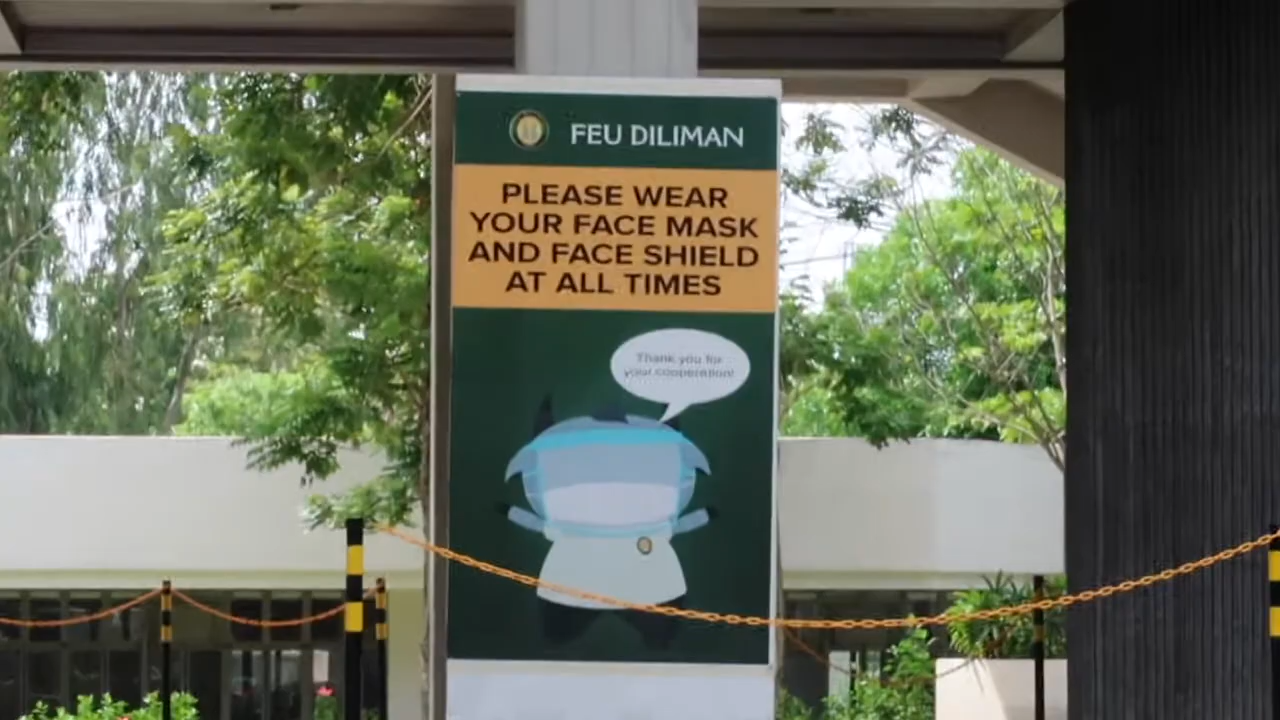 FEU DILIMAN
PLEASE WEAR
YOUR FACE MASK
AND FACE SHIELD
AT ALL TIMES
Thank you for
your cooperation!